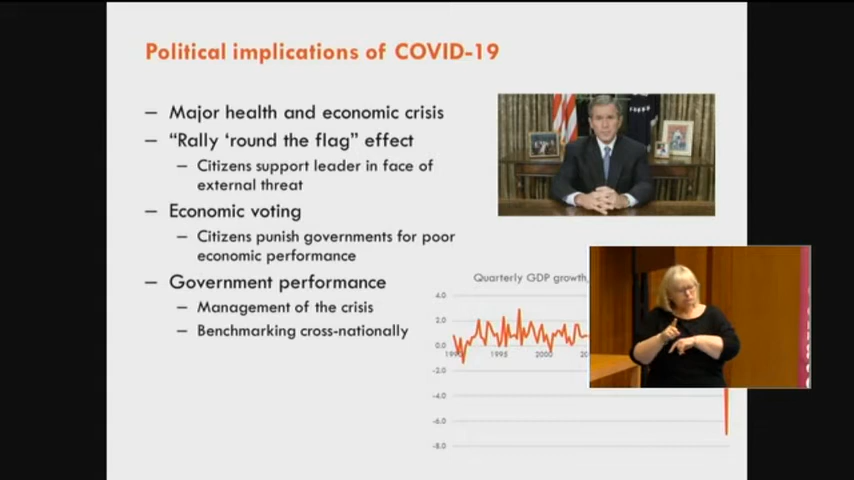 Political implications of COVID-19
– Major health and economic crisis
– “Rally ‘round the flag” effect
– Citizens support leader in face of
external threat
– Economic voting
– Citizens punish governments for poor
economic performance
– Government performance
– Management of the crisis
– Benchmarking cross-nationally
Quarterly GDP growth,
4.0
2.0
0.0
-2.0
-4.0
-6.0
-8.0
1995
2000